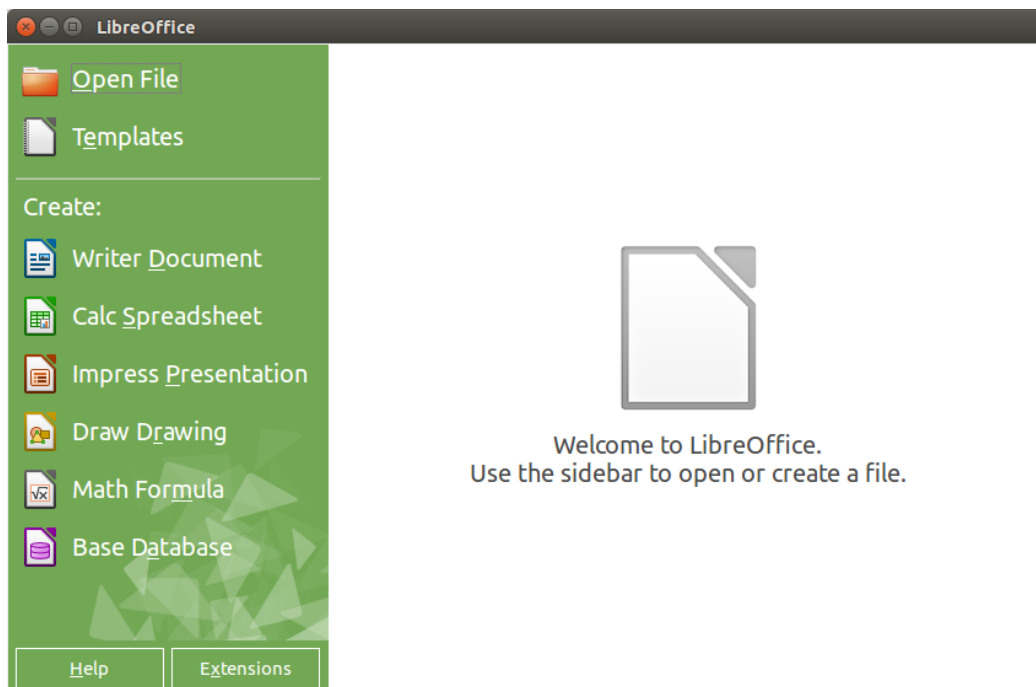 LibreOffice
Open File
Templates
Create:
Writer Document
Calc Spreadsheet
Impress Presentation
Draw Drawing
Math Formula
Base Database
Help
Extensions
Welcome to LibreOffice.
Use the sidebar to open or create a file.